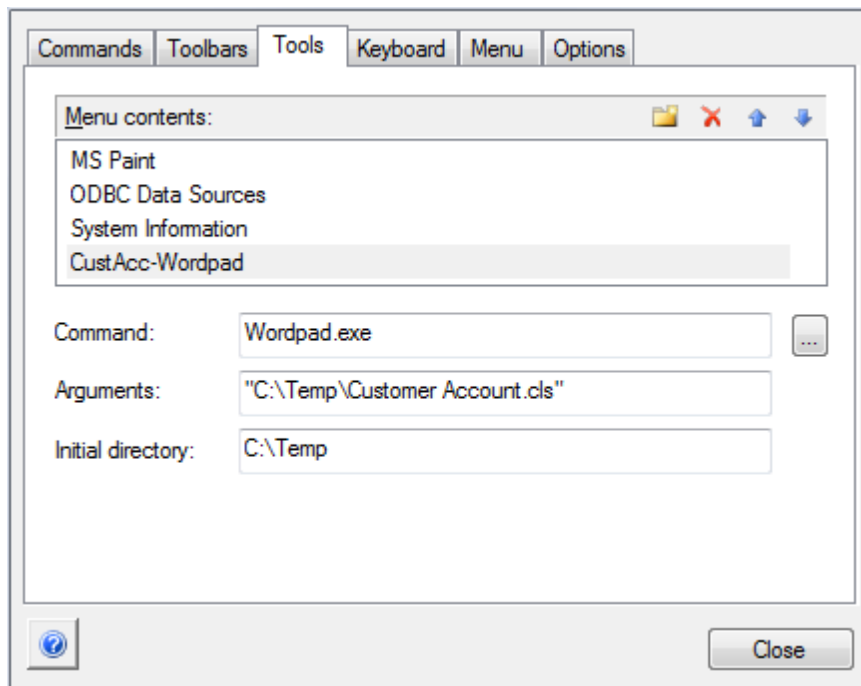 Commands Toolbars Tools Keyboard Menu Options
Menu contents:
MS Paint
ODBC Data Sources
System Information
CustAcc-Wordpad
Command: Wordpad.exe ...
Arguments: "C:\Temp\Customer Account.cls"
Initial directory: C:\Temp
? Close